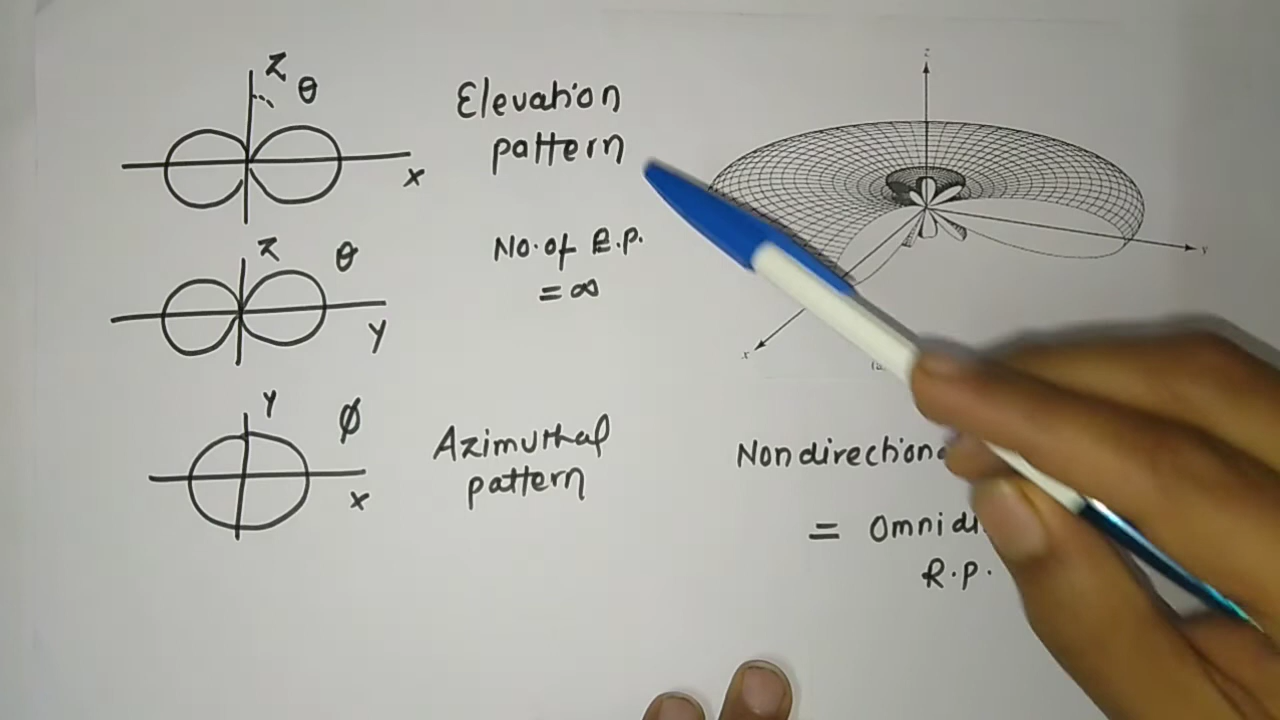 Z θ
x
Elevation
pattern
Z θ
y
No. of E.P.
= ∞
y φ
x
Azimuthal
pattern
z
y
x
(a
Nondirectiona
= Omnidi
R.P.